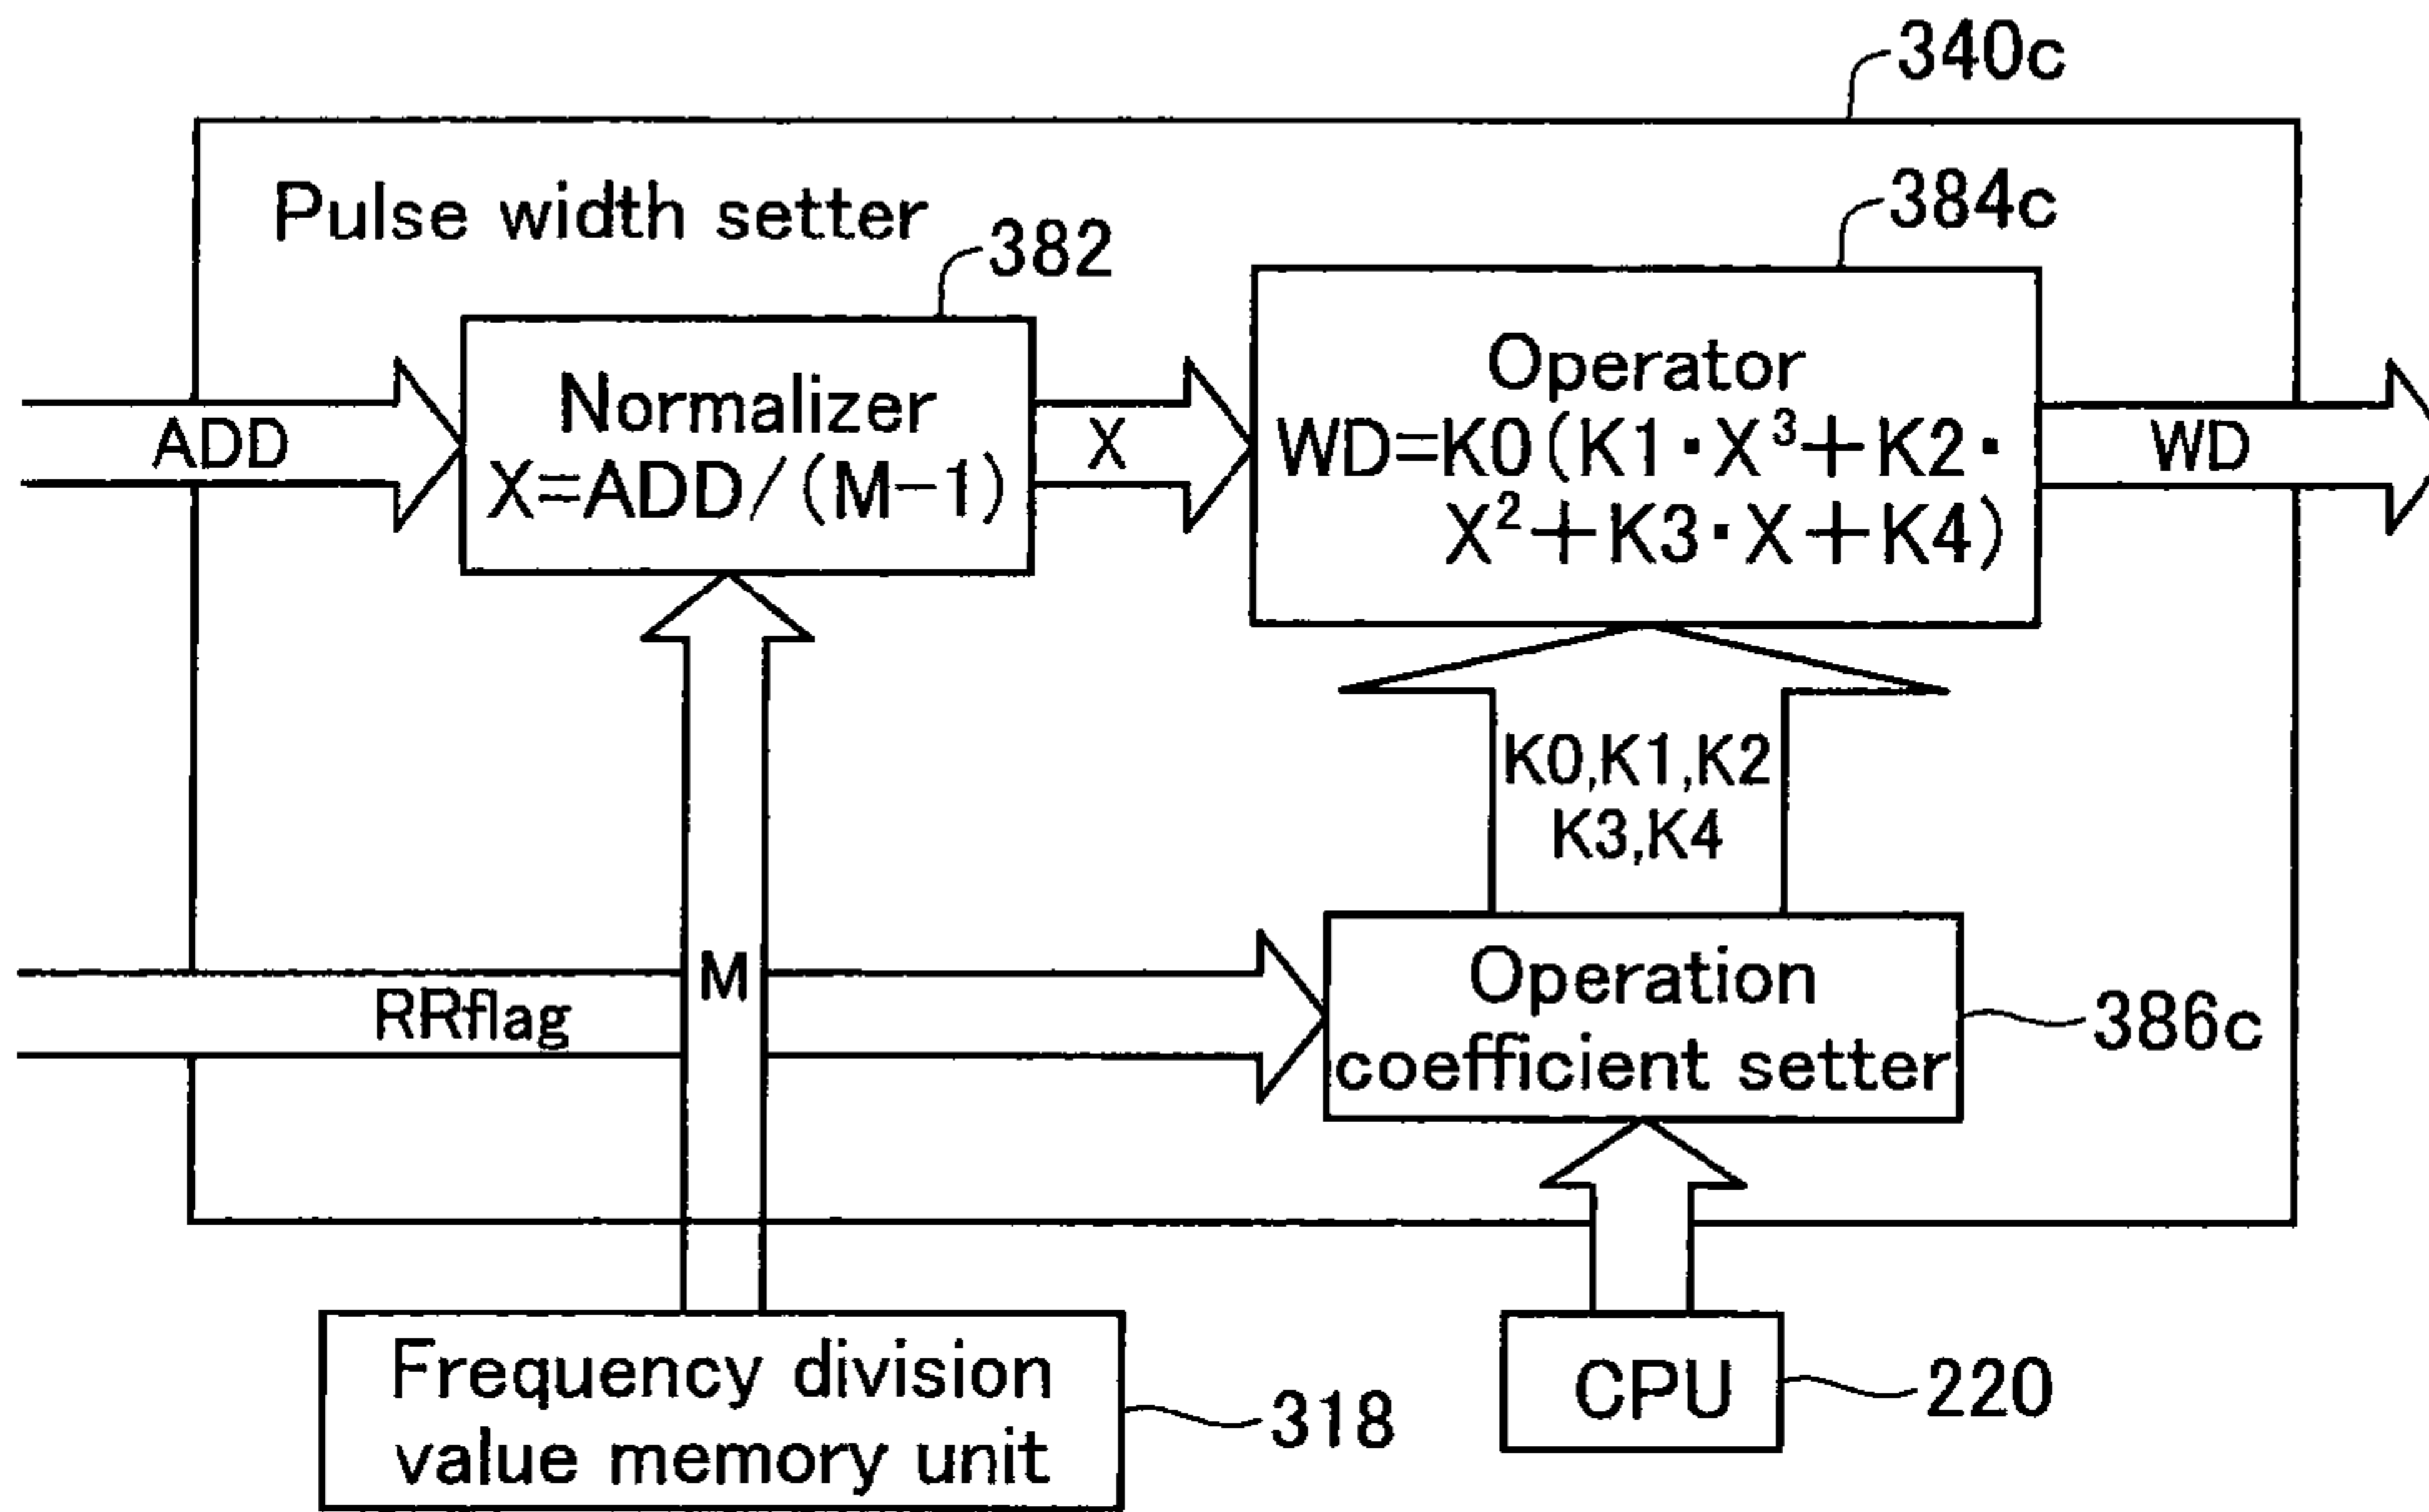 340c
Pulse width setter
384c
382
Normalizer
X=ADD/(M−1)
Operator
WD=K0(K1·X³+K2·
X²+K3·X+K4)
ADD
X
WD
K0,K1,K2
K3,K4
M
RRflag
Operation
coefficient setter
386c
Frequency division
value memory unit
318
CPU
220